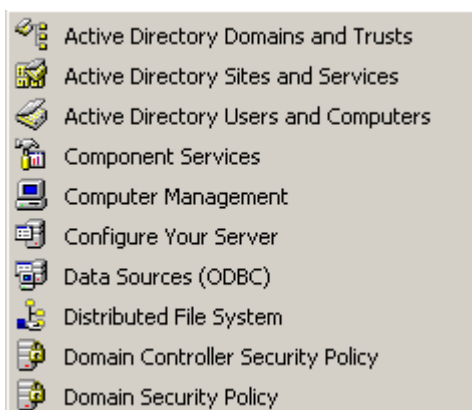 Active Directory Domains and Trusts
Active Directory Sites and Services
Active Directory Users and Computers
Component Services
Computer Management
Configure Your Server
Data Sources (ODBC)
Distributed File System
Domain Controller Security Policy
Domain Security Policy